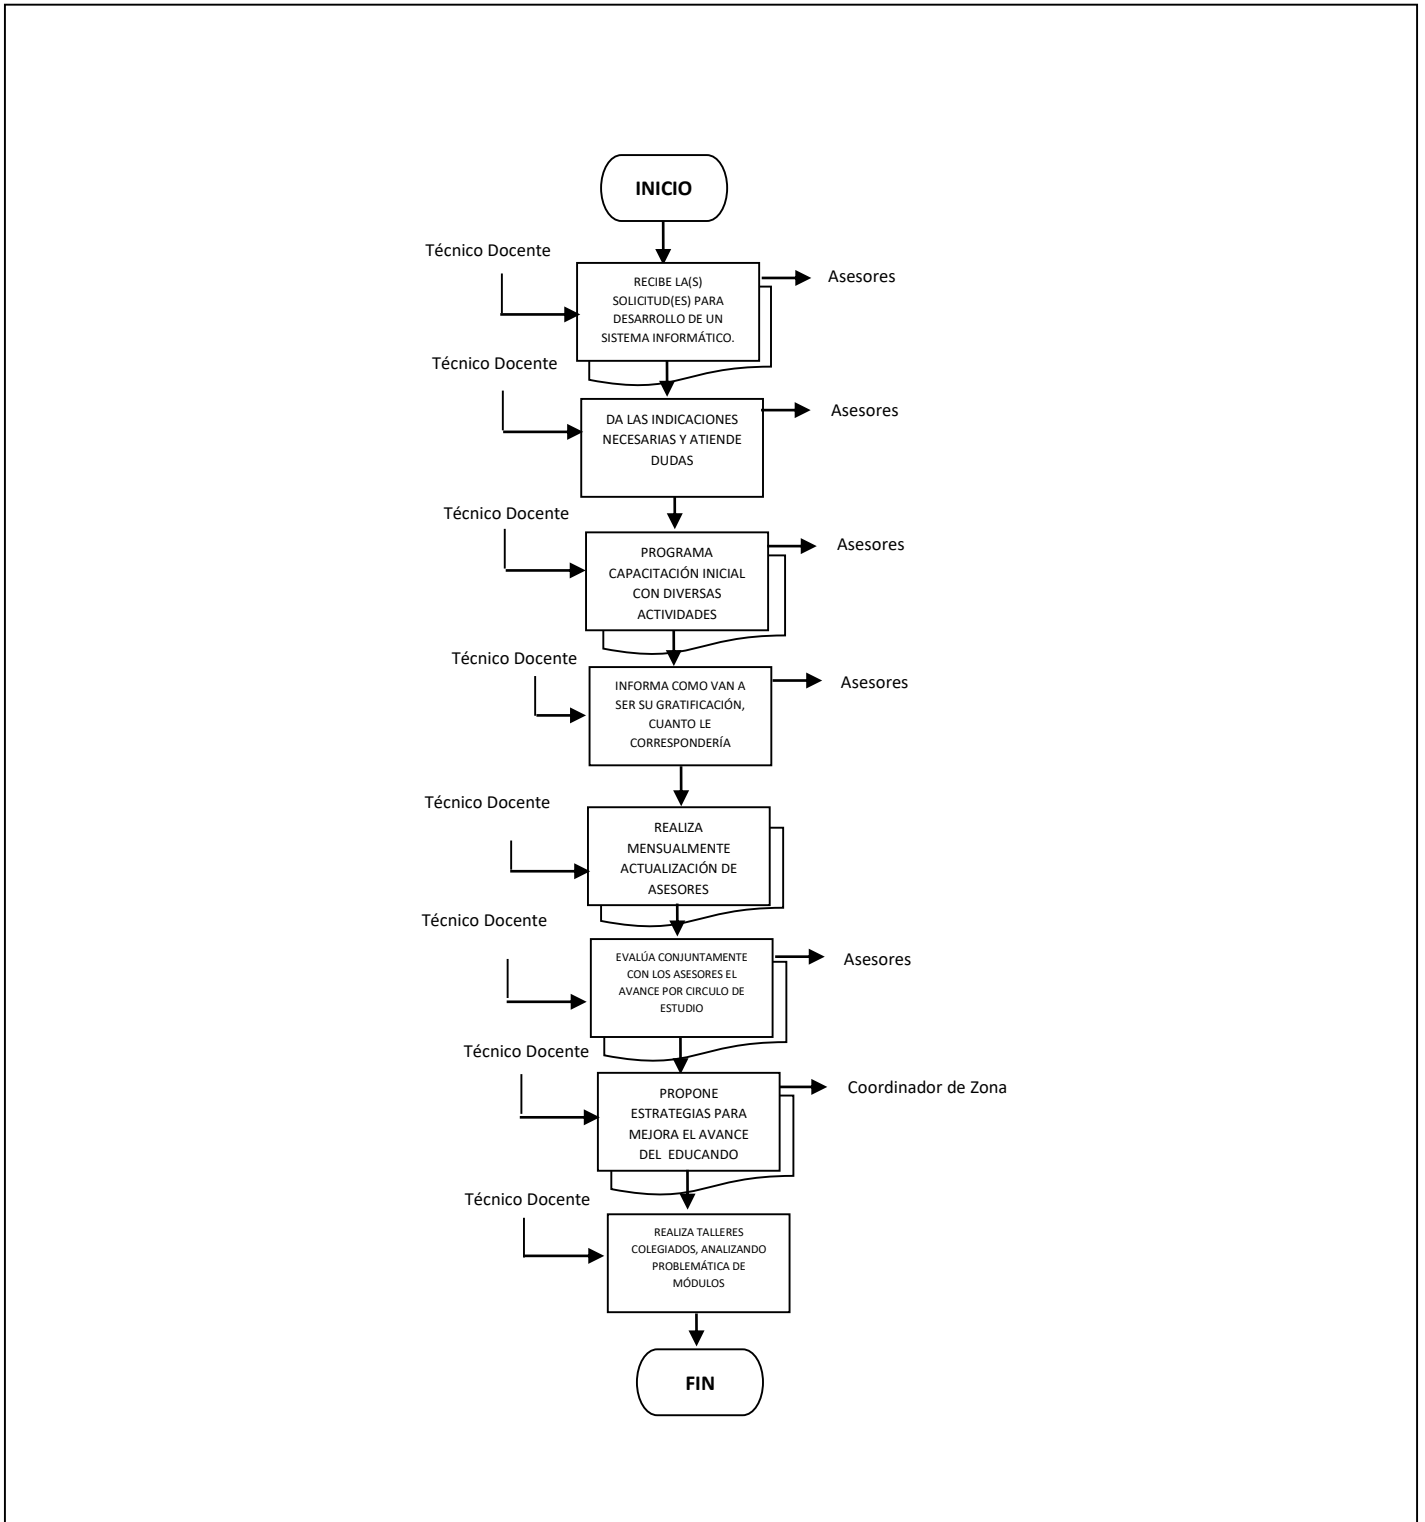 INICIO
Técnico Docente
RECIBE LA(S)
SOLICITUD(ES) PARA
DESARROLLO DE UN
SISTEMA INFORMÁTICO.
Asesores
Técnico Docente
DA LAS INDICACIONES
NECESARIAS Y ATIENDE
DUDAS
Asesores
Técnico Docente
PROGRAMA
CAPACITACIÓN INICIAL
CON DIVERSAS
ACTIVIDADES
Asesores
Técnico Docente
INFORMA COMO VAN A
SER SU GRATIFICACIÓN,
CUANTO LE
CORRESPONDERÍA
Asesores
Técnico Docente
REALIZA
MENSUALMENTE
ACTUALIZACIÓN DE
ASESORES
Técnico Docente
EVALÚA CONJUNTAMENTE
CON LOS ASESORES EL
AVANCE POR CIRCULO DE
ESTUDIO
Asesores
Técnico Docente
PROPONE
ESTRATEGIAS PARA
MEJORA EL AVANCE
DEL EDUCANDO
Coordinador de Zona
Técnico Docente
REALIZA TALLERES
COLEGIADOS, ANALIZANDO
PROBLEMÁTICA DE
MÓDULOS
FIN